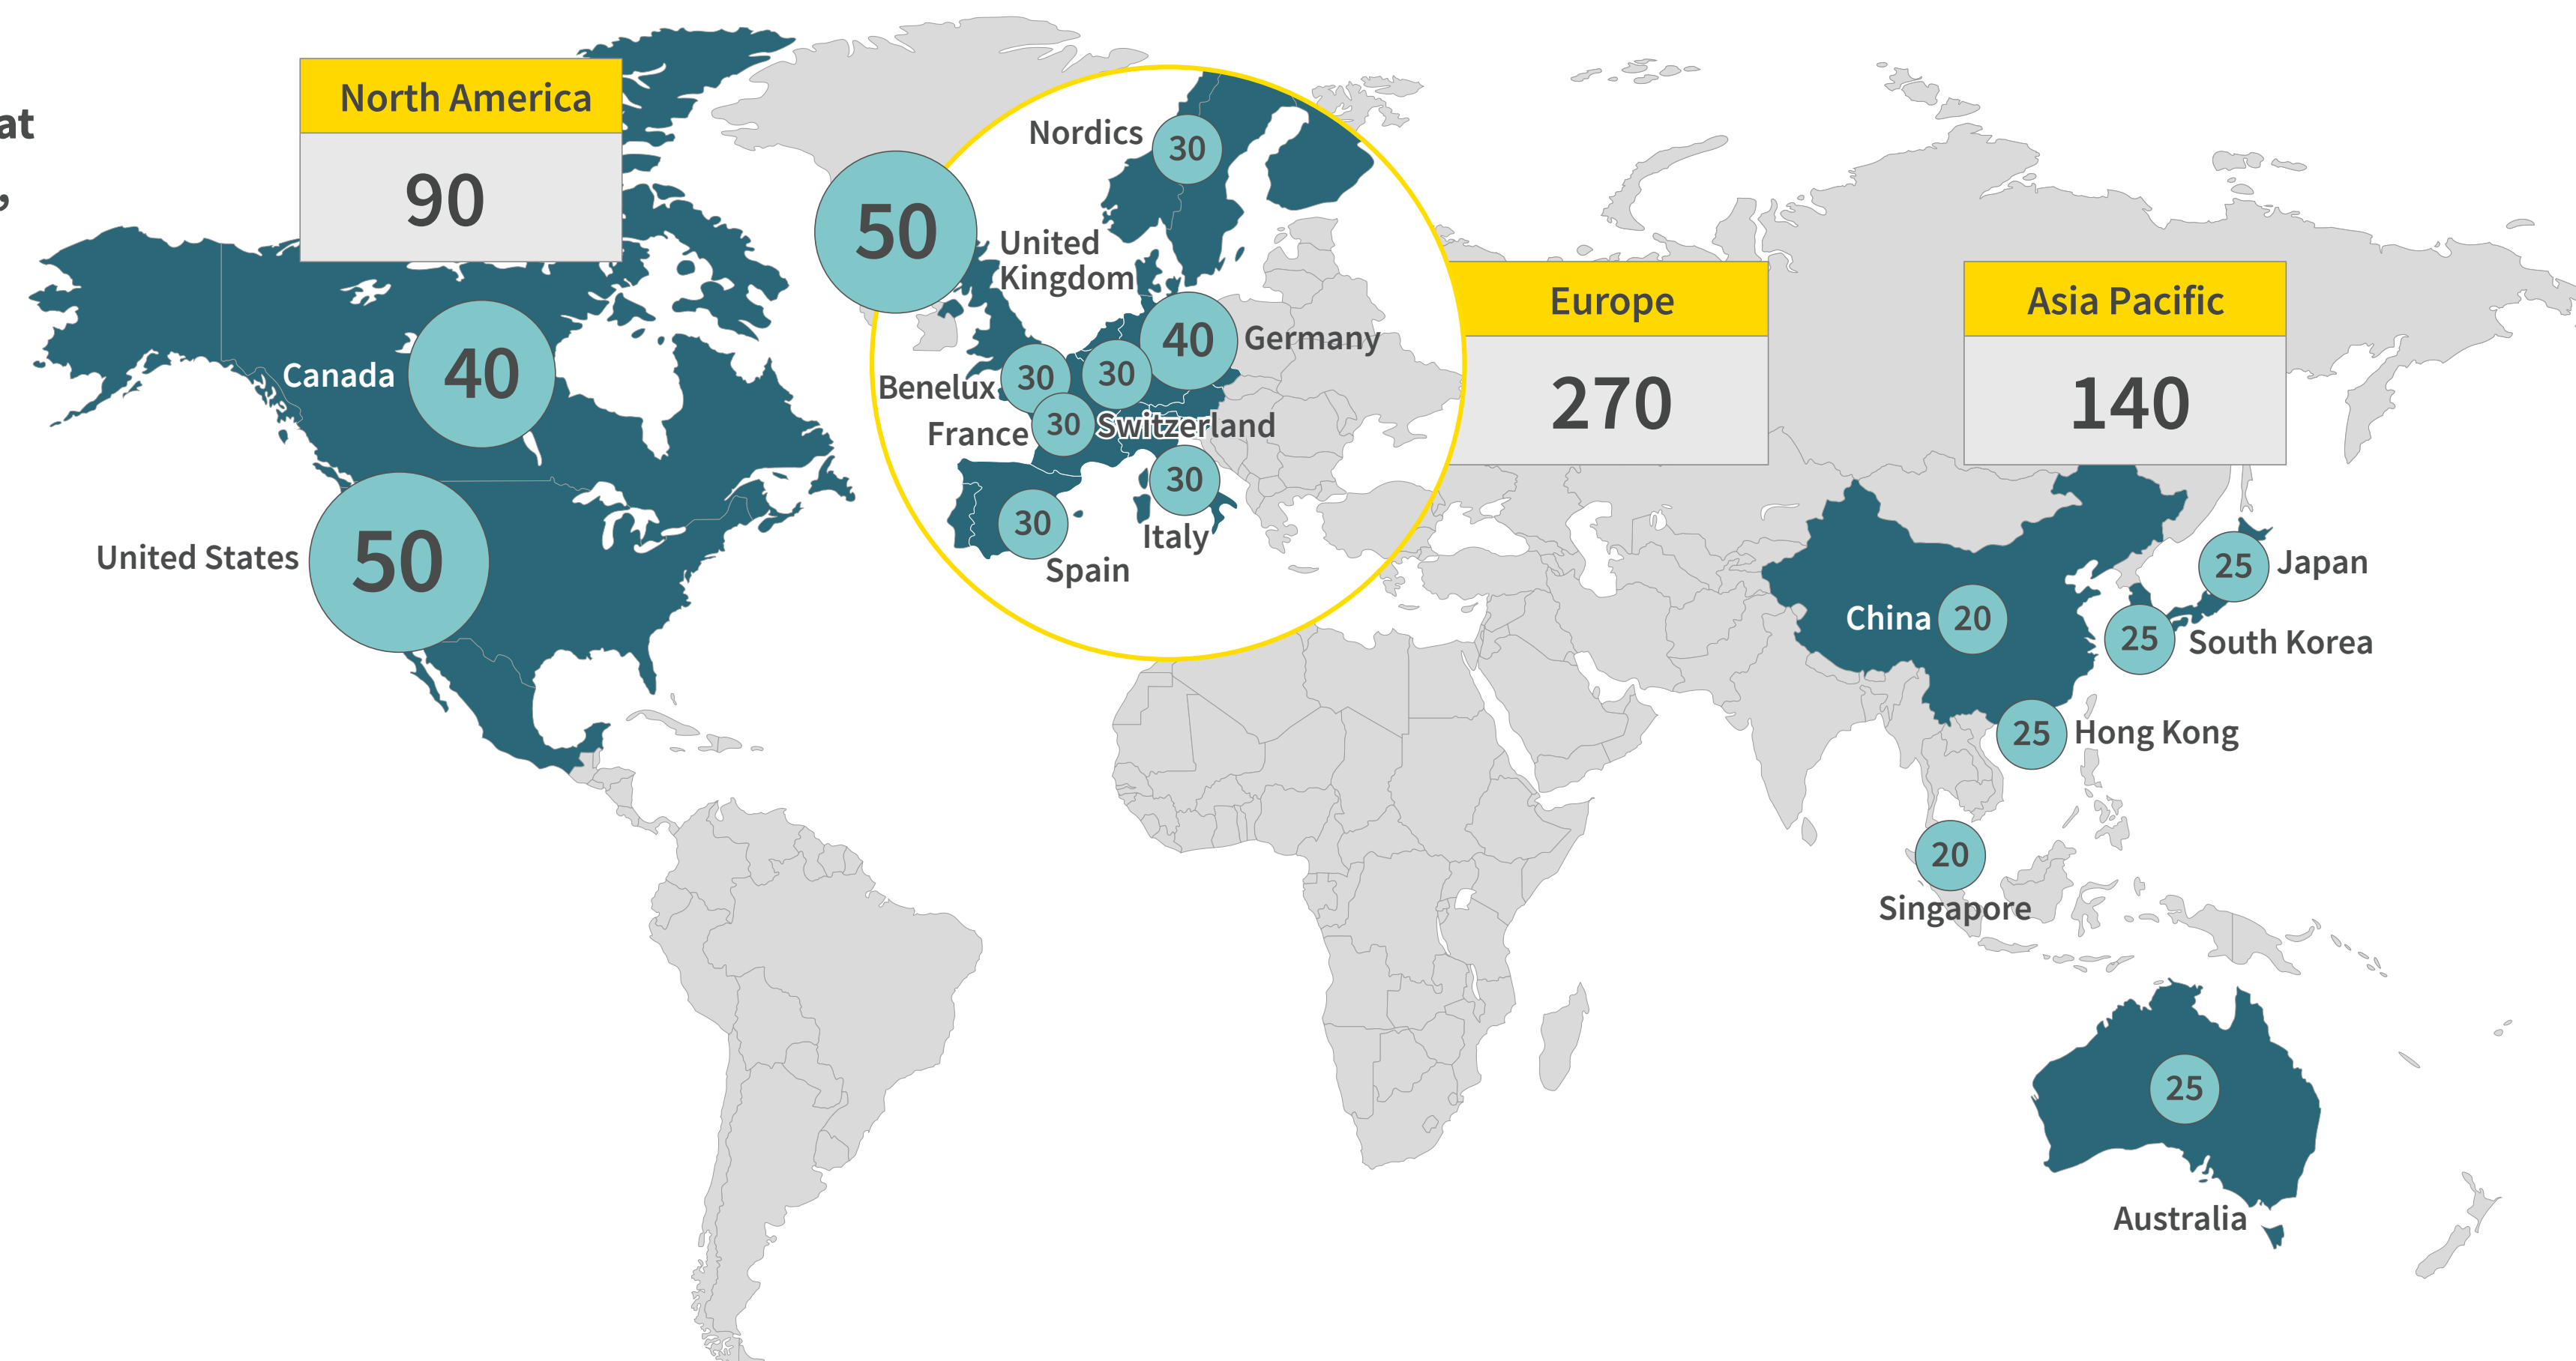 at
,
North America
90
Canada
40
United States
50
Nordics
30
50
United
Kingdom
40
Germany
Benelux
30
30
France
30
Switzerland
30
Italy
30
Spain
Europe
270
Asia Pacific
140
25
Japan
China
20
25
South Korea
25
Hong Kong
20
Singapore
25
Australia